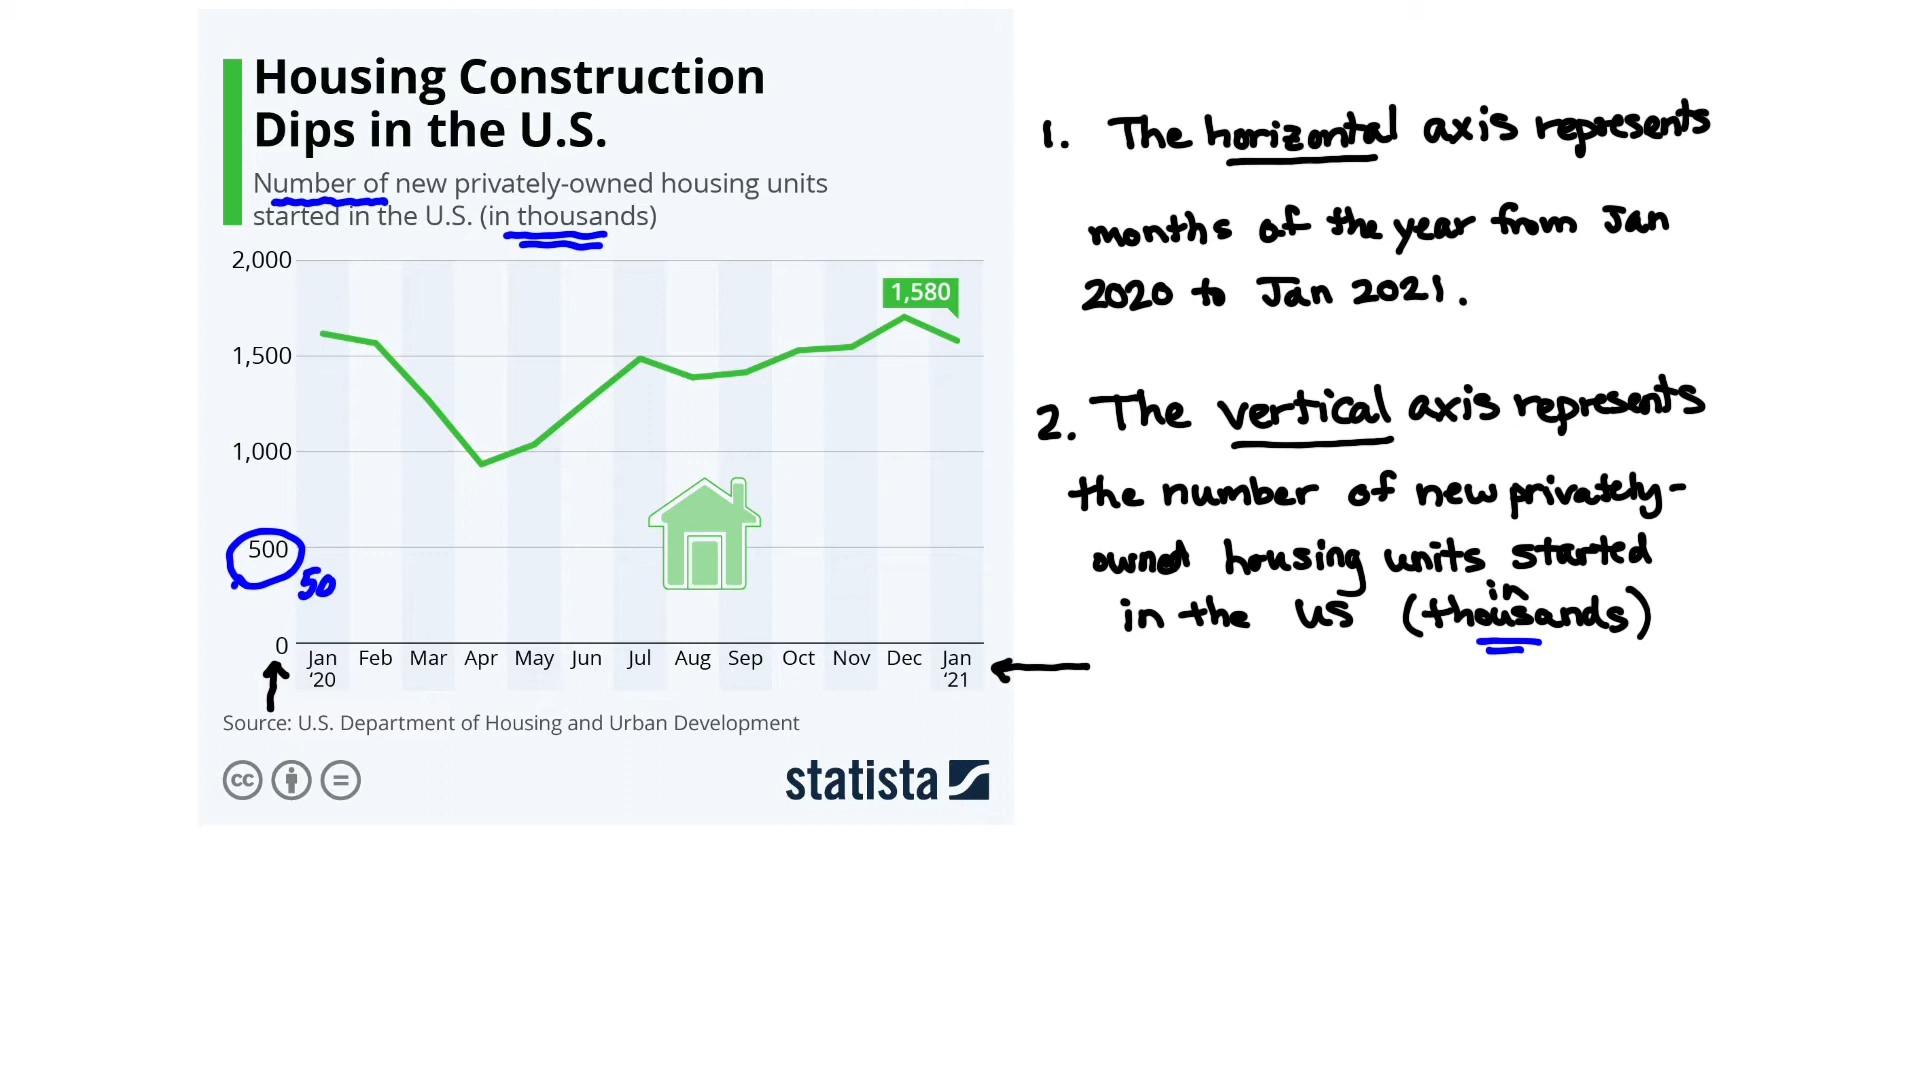 Housing Construction
Dips in the U.S.
Number of new privately-owned housing units
started in the U.S. (in thousands)
2,000
1,500
1,000
500
50
0
1,580
Jan Feb Mar Apr May Jun Jul Aug Sep Oct Nov Dec Jan
‘20 ‘21
Source: U.S. Department of Housing and Urban Development
cc
statista
1. The horizontal axis represents
months of the year from Jan
2020 to Jan 2021.
2. The vertical axis represents
the number of new privately-
owned housing units started
in the US (in thousands)